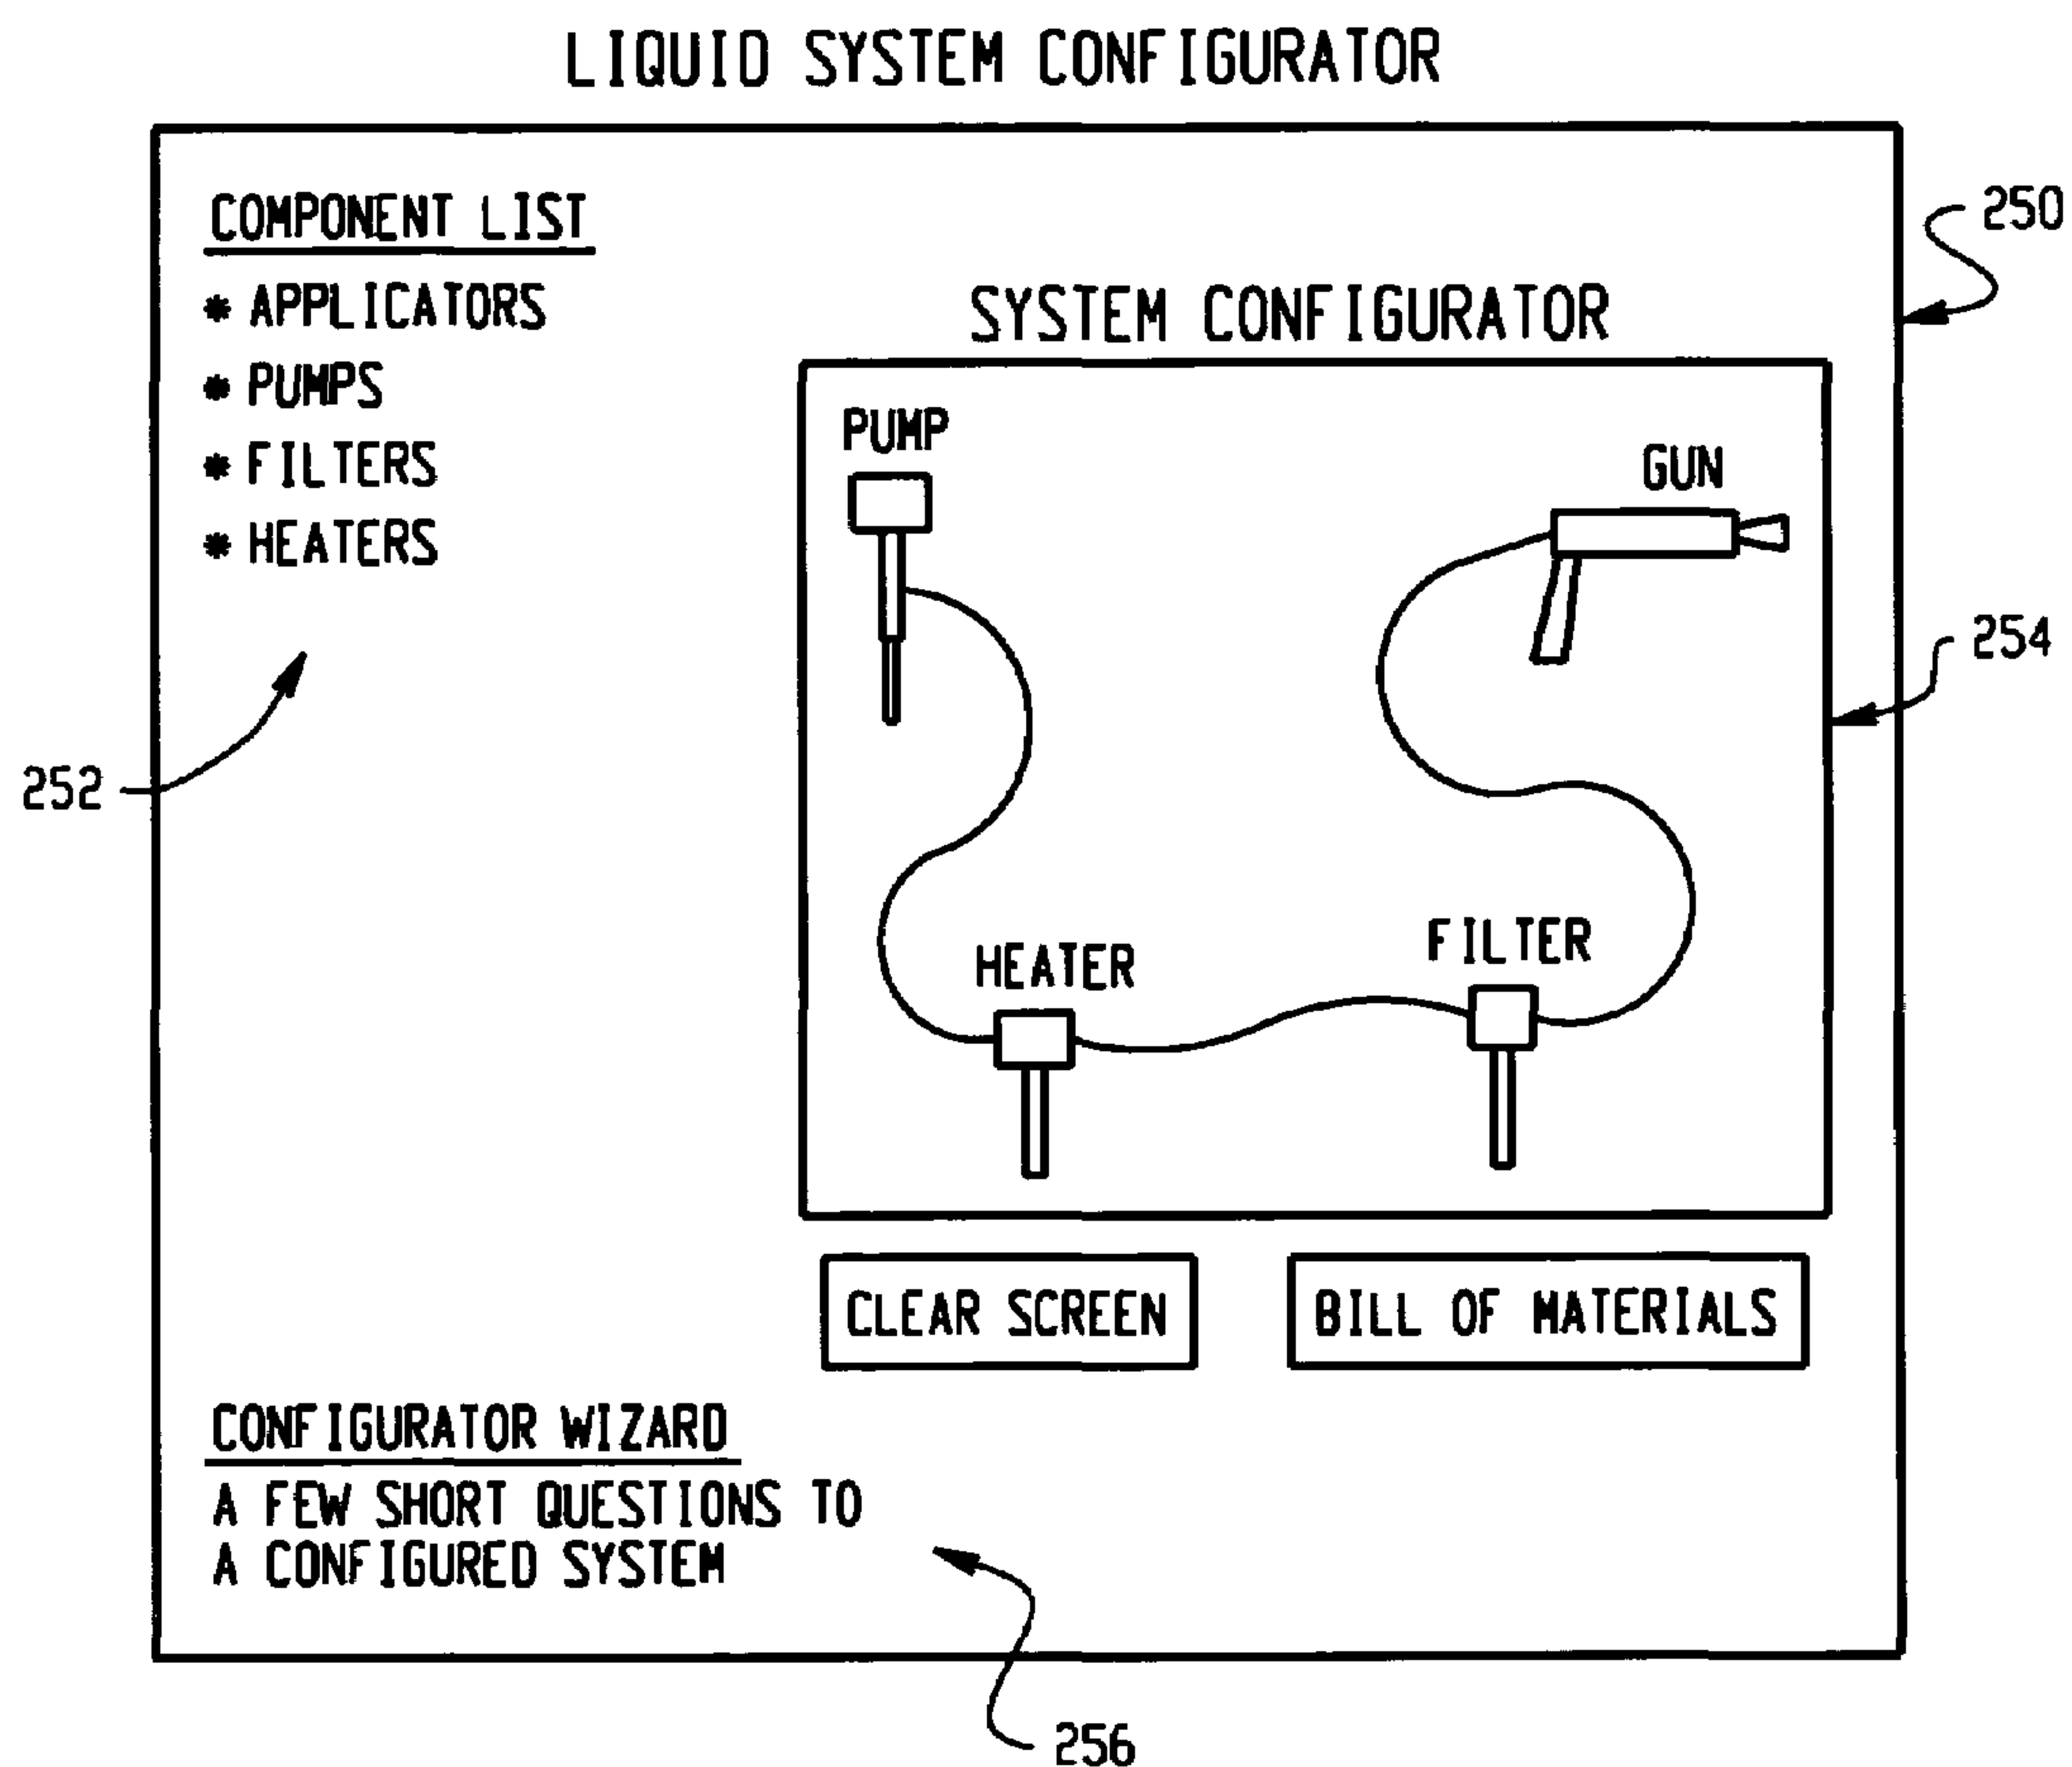 LIQUID SYSTEM CONFIGURATOR
250
COMPONENT LIST
* APPLICATORS
* PUMPS
* FILTERS
* HEATERS
252
SYSTEM CONFIGURATOR
PUMP
GUN
254
HEATER
FILTER
CLEAR SCREEN
BILL OF MATERIALS
CONFIGURATOR WIZARD
A FEW SHORT QUESTIONS TO
A CONFIGURED SYSTEM
256